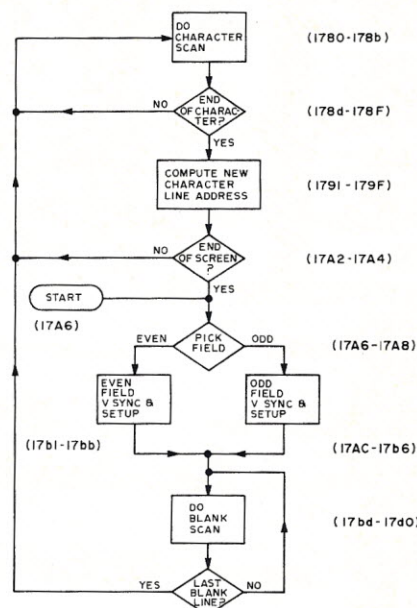 DO
CHARACTER
SCAN
(1780-178b)
NO
END
OF CHARAC-
TER?
(178d-178F)
YES
COMPUTE NEW
CHARACTER
LINE ADDRESS
(1791-179F)
NO
END
OF SCREEN
?
(17A2-17A4)
START
YES
(17A6)
EVEN
PICK
FIELD
ODD
(17A6-17A8)
EVEN
FIELD
V SYNC &
SETUP
ODD
FIELD
V SYNC &
SETUP
(17b1-17bb)
(17AC-17b6)
DO
BLANK
SCAN
(17bd-17d0)
YES
LAST
BLANK
LINE?
NO